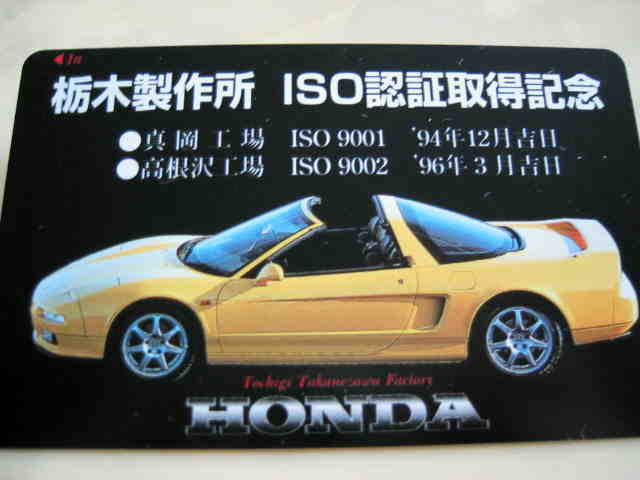 ◀In
栃木製作所 ISO認証取得記念
●真岡工場 ISO 9001 '94年12月吉日
●高根沢工場 ISO 9002 '96年3月吉日
Tochigi Takanezawa Factory
HONDA